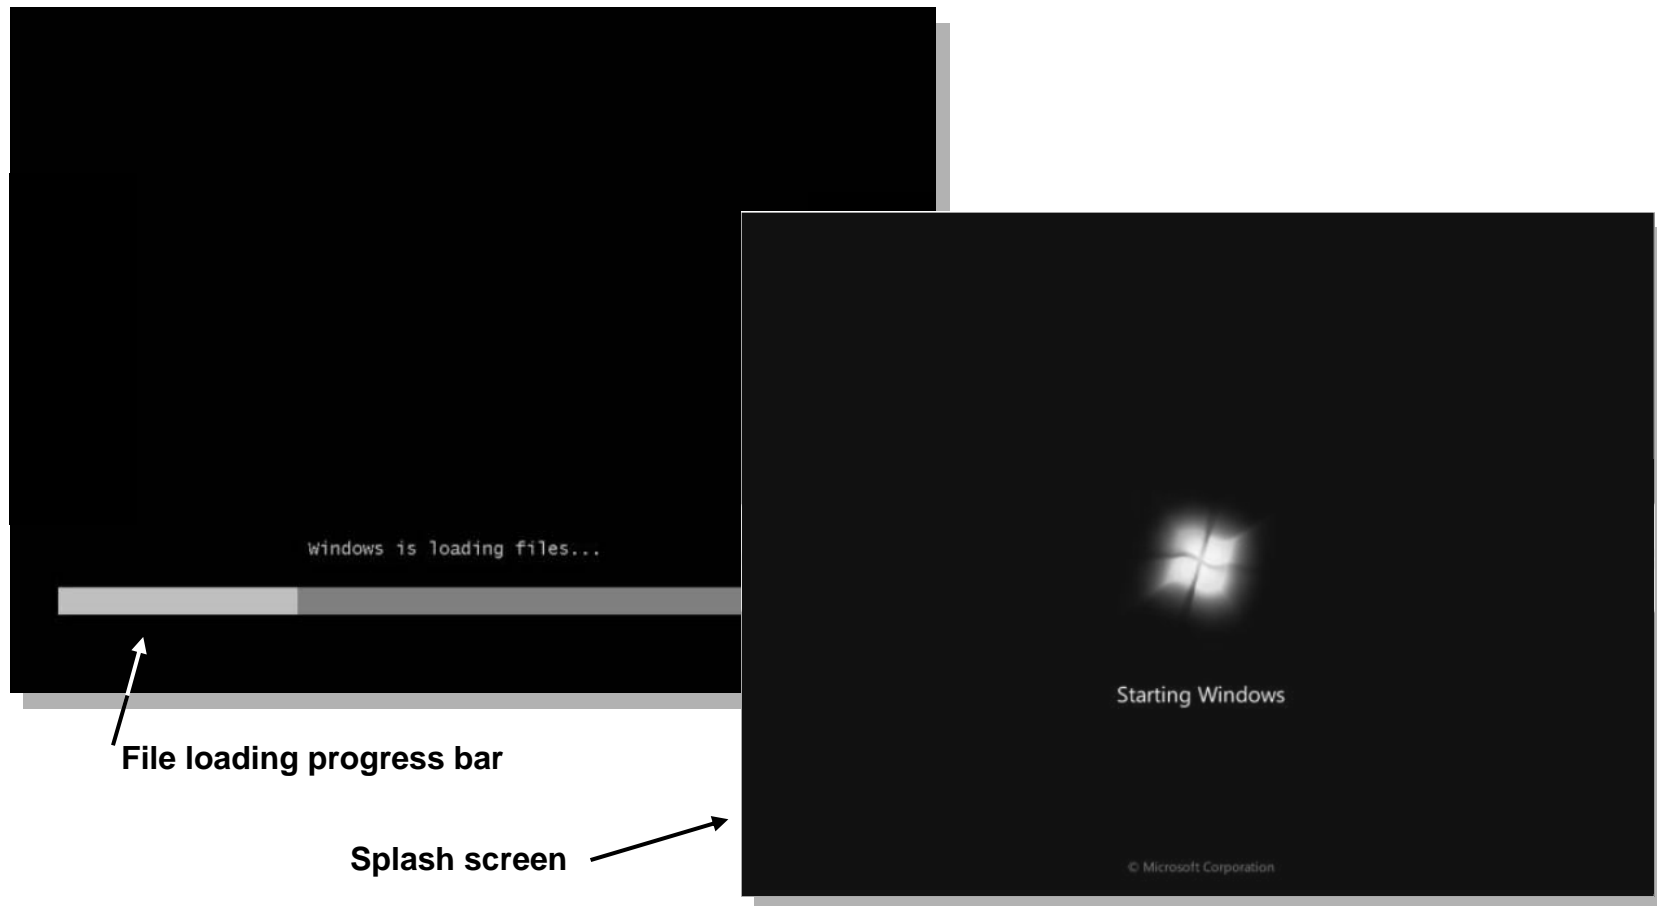 Windows is loading files...
File loading progress bar
Starting Windows
Splash screen
© Microsoft Corporation